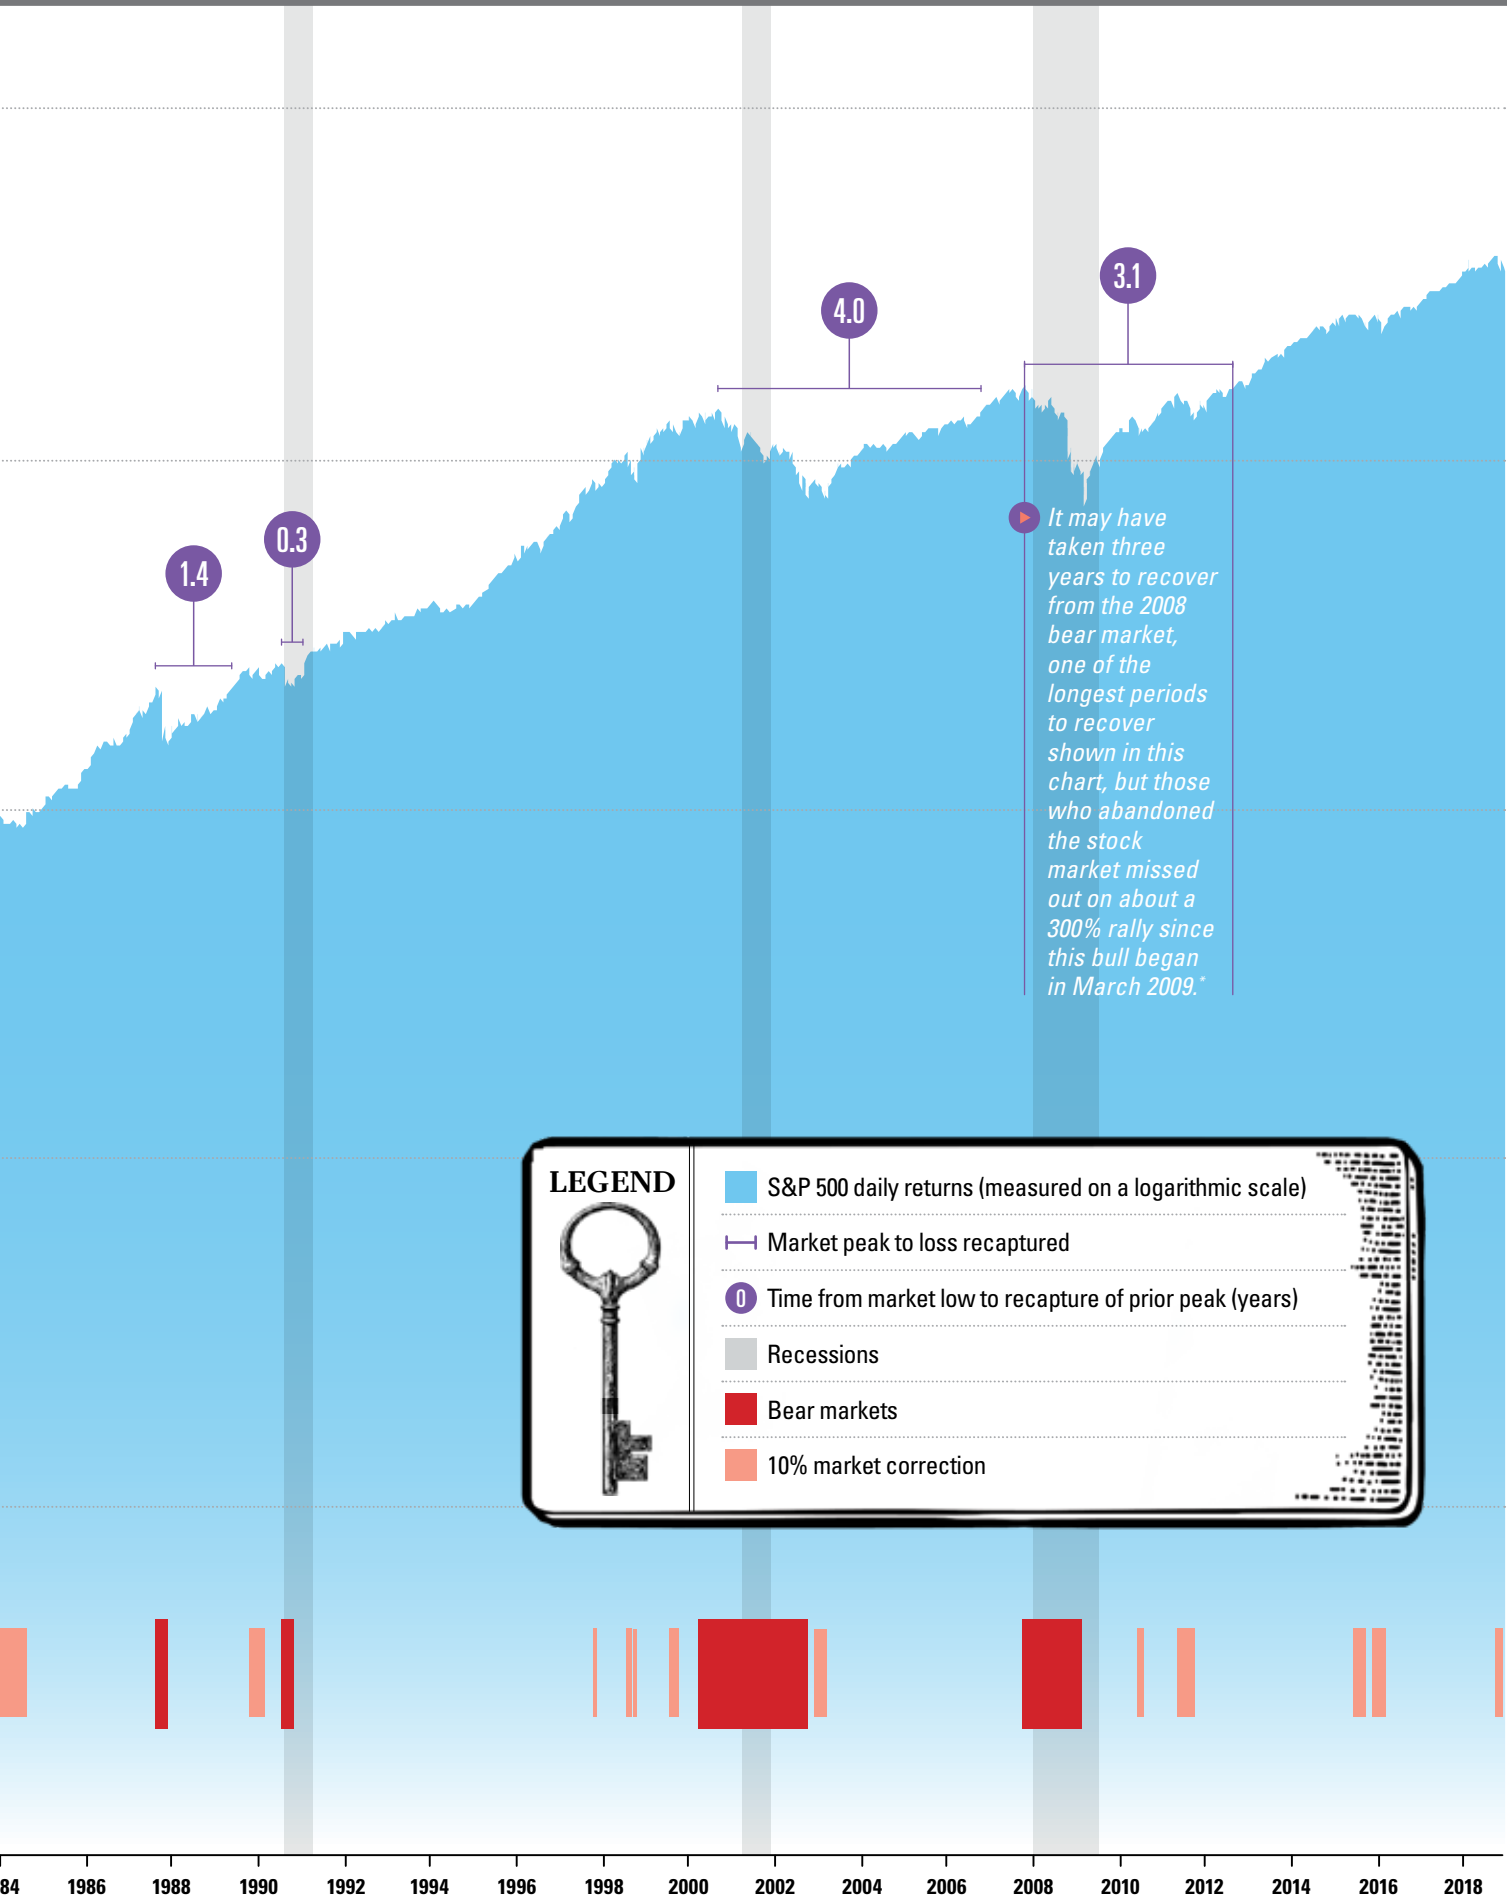 3.1
4.0
0.3
1.4
It may have
taken three
years to recover
from the 2008
bear market,
one of the
longest periods
to recover
shown in this
chart, but those
who abandoned
the stock
market missed
out on about a
300% rally since
this bull began
in March 2009.*
LEGEND
S&P 500 daily returns (measured on a logarithmic scale)
Market peak to loss recaptured
0 Time from market low to recapture of prior peak (years)
Recessions
Bear markets
10% market correction
84 1986 1988 1990 1992 1994 1996 1998 2000 2002 2004 2006 2008 2010 2012 2014 2016 2018